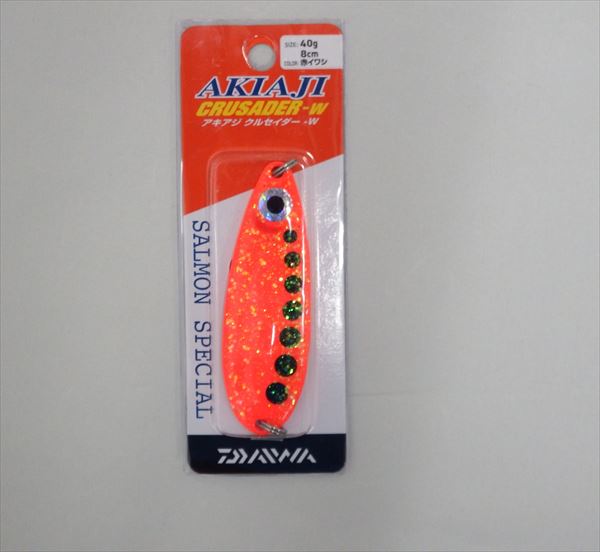 SIZE: 40g
8cm
COLOR: 赤イワシ
AKIAJI
CRUSADER-W
アキアジ クルセイダー -W
SALMON SPECIAL
DAIWA